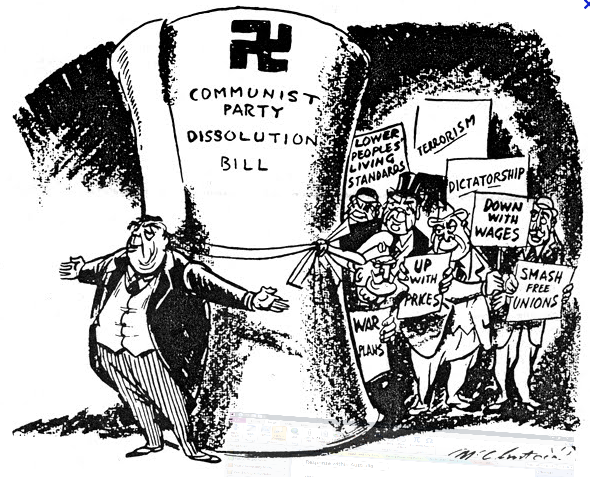 COMMUNIST
PARTY
DISSOLUTION
BILL
LOWER
PEOPLES'
LIVING
STANDARDS
TERRORISM
DICTATORSHIP
DOWN
WITH
WAGES
UP
WITH
PRICES
SMASH
FREE
UNIONS
WAR
PLANS